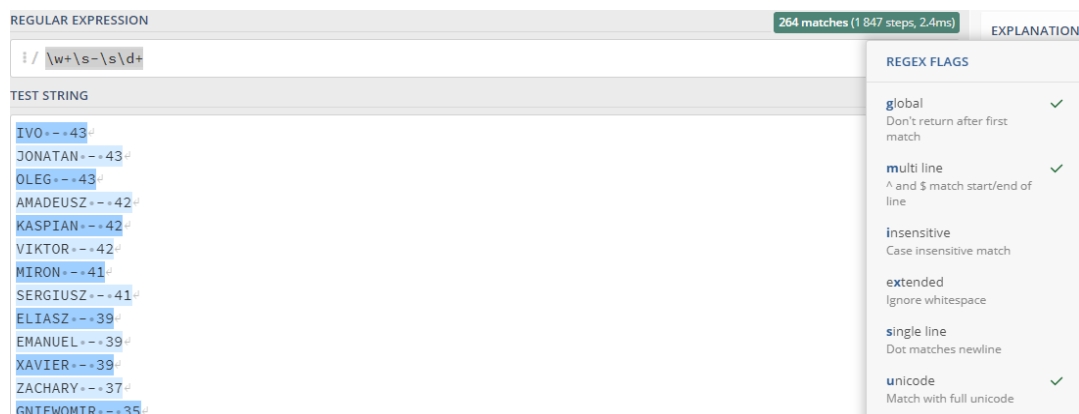 REGULAR EXPRESSION
264 matches (1 847 steps, 2.4ms)
EXPLANATION
/ \w+\s-\s\d+
REGEX FLAGS
TEST STRING
global
Don't return after first
match
multi line
^ and $ match start/end of
line
insensitive
Case insensitive match
extended
Ignore whitespace
single line
Dot matches newline
unicode
Match with full unicode
IVO - 43
JONATAN - 43
OLEG - 43
AMADEUSZ - 42
KASPIAN - 42
VIKTOR - 42
MIRON - 41
SERGIUSZ - 41
ELIASZ - 39
EMANUEL - 39
XAVIER - 39
ZACHARY - 37
GNIEWOMIR - 35